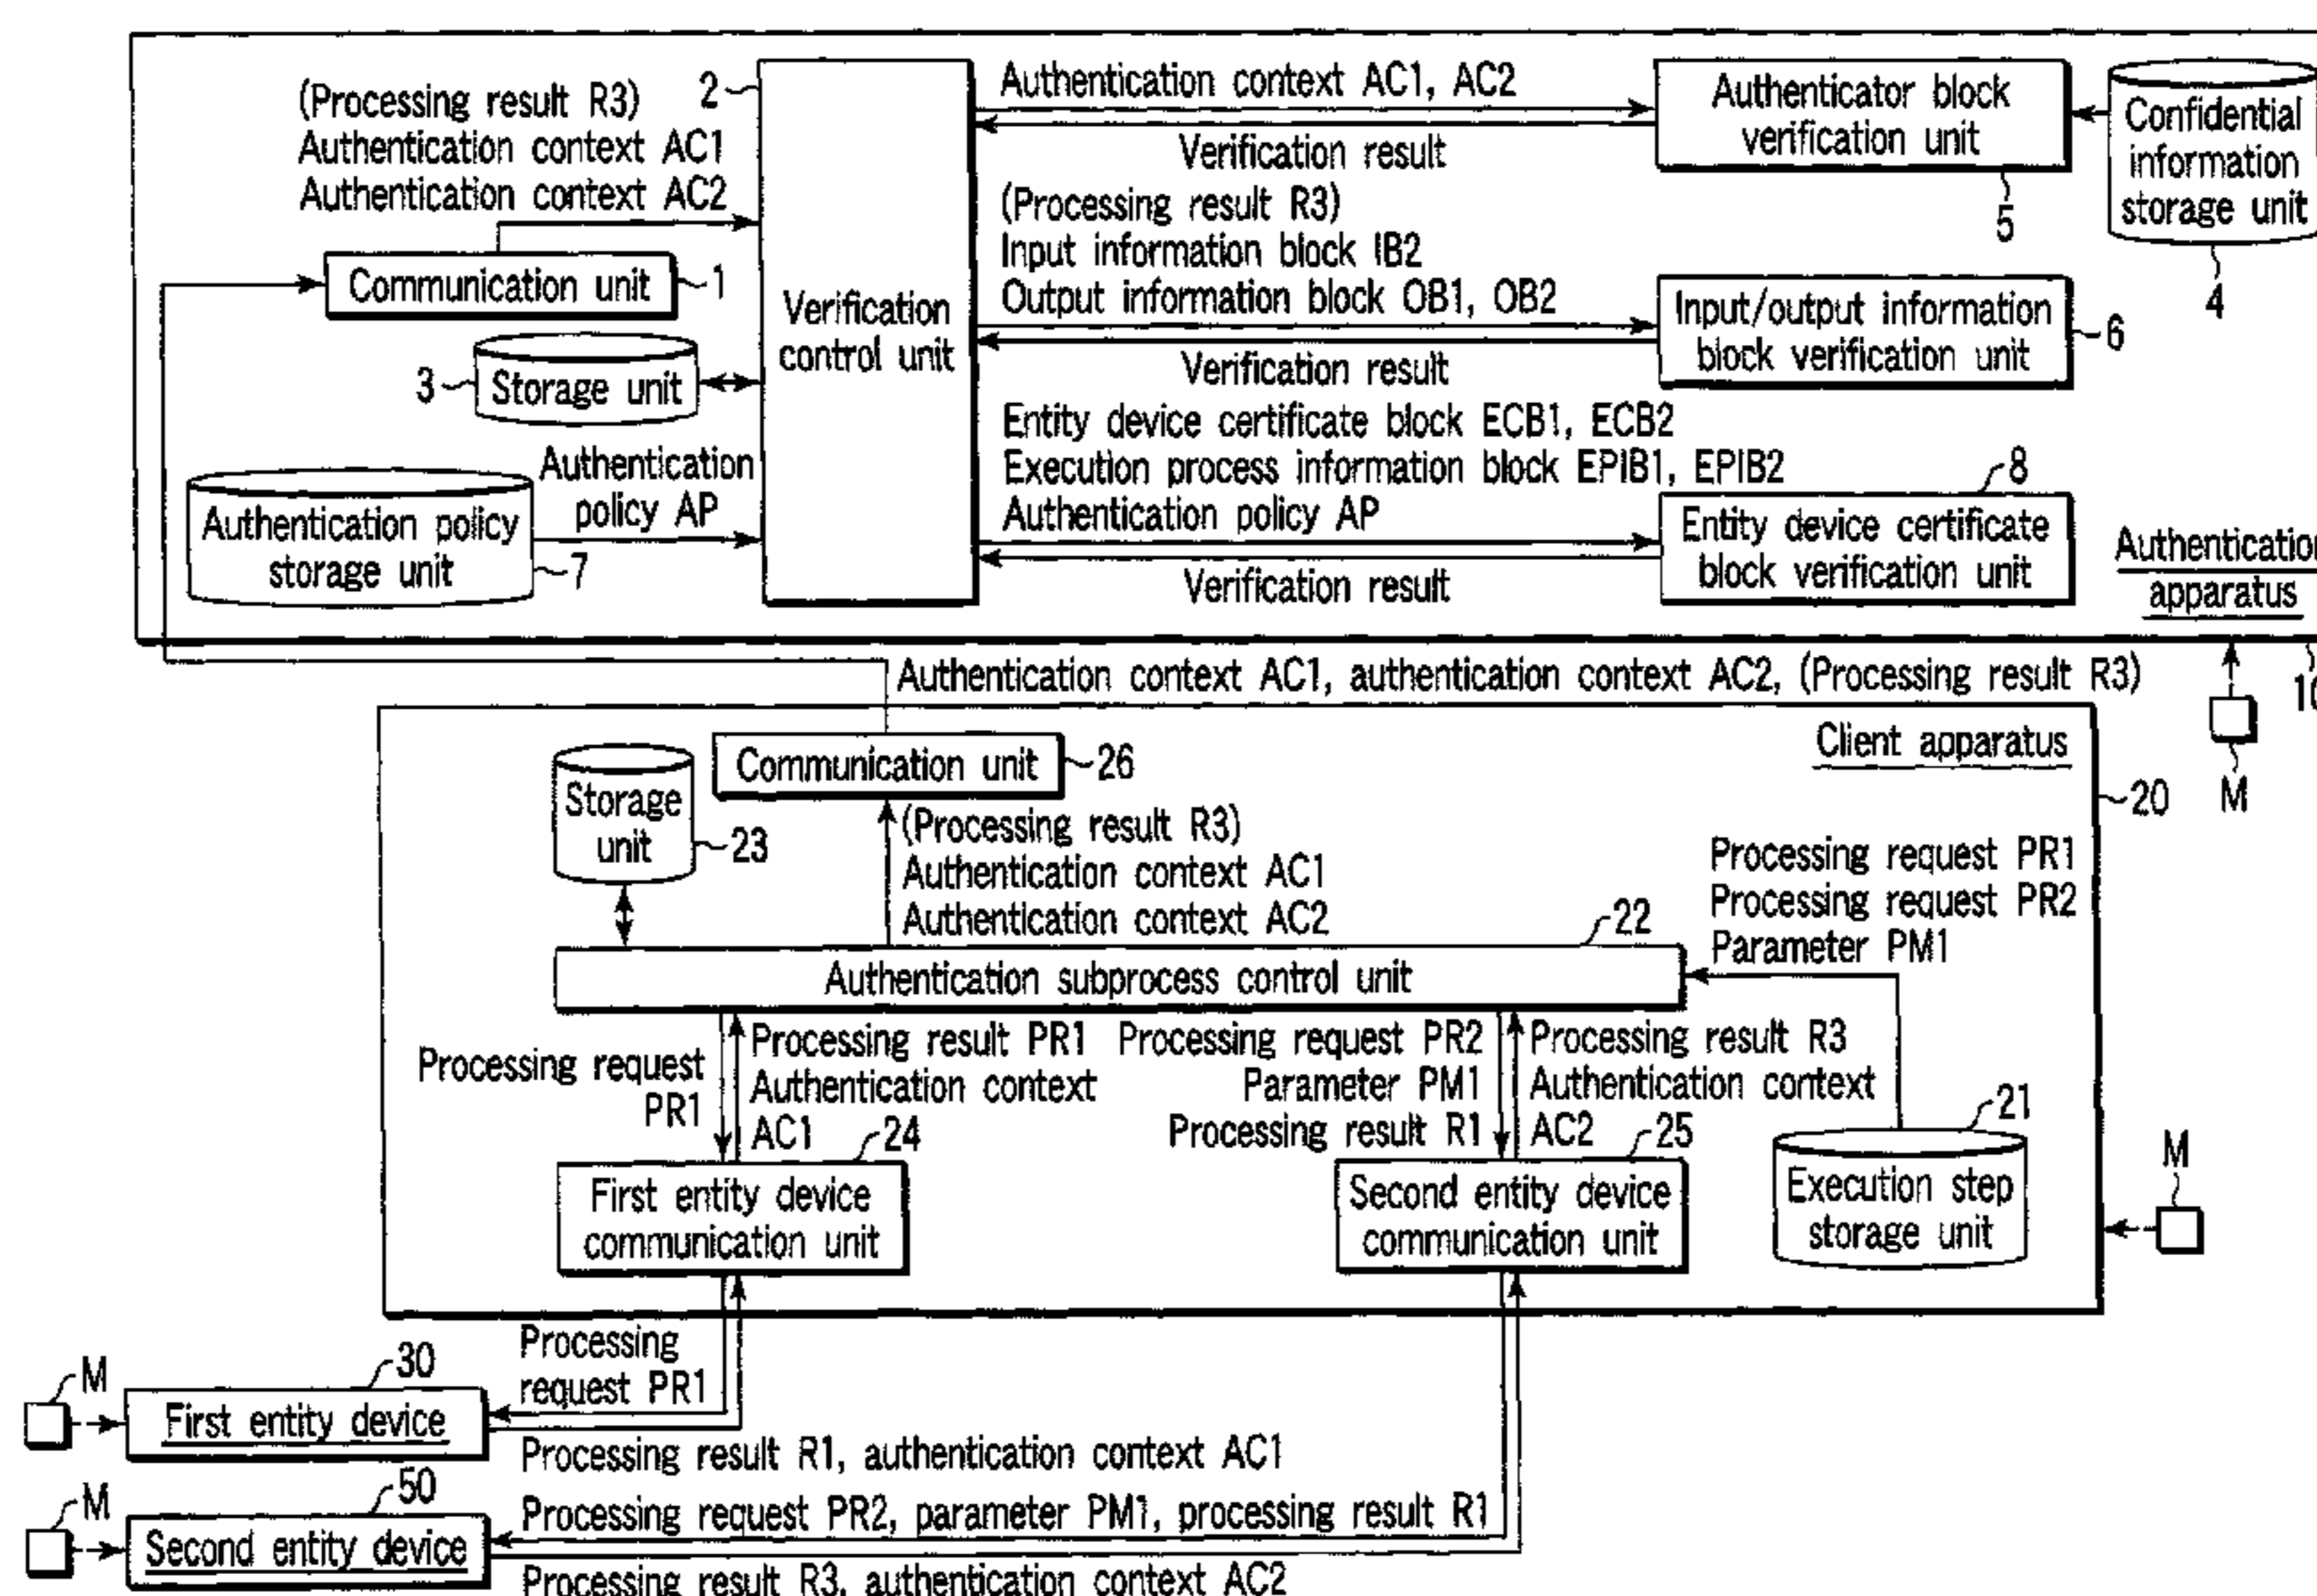 (Processing result R3)
Authentication context AC1
Authentication context AC2
2
Verification
control unit
Communication unit
1
3
Storage unit
Authentication policy
storage unit
7
Authentication
policy AP
Authentication context AC1, AC2
Verification result
(Processing result R3)
Input information block IB2
Output information block OB1, OB2
Verification result
Entity device certificate block ECB1, ECB2
Execution process information block EPIB1, EPIB2
Authentication policy AP
Verification result
Authenticator block
verification unit
5
Confidential
information
storage unit
4
Input/output information
block verification unit
6
8
Entity device certificate
block verification unit
Authentication
apparatus
10
M
Authentication context AC1, authentication context AC2, (Processing result R3)
Client apparatus
20
Communication unit
26
Storage
unit
23
(Processing result R3)
Authentication context AC1
Authentication context AC2
Processing request PR1
Processing request PR2
Parameter PM1
22
Authentication subprocess control unit
Processing request
PR1
Processing result PR1
Authentication context
AC1
24
Processing request PR2
Parameter PM1
Processing result R1
Processing result R3
Authentication context
AC2
25
21
First entity device
communication unit
Second entity device
communication unit
Execution step
storage unit
M
Processing
request PR1
M
30
First entity device
Processing result R1, authentication context AC1
M
50
Second entity device
Processing request PR2, parameter PM1, processing result R1
Processing result R3, authentication context AC2